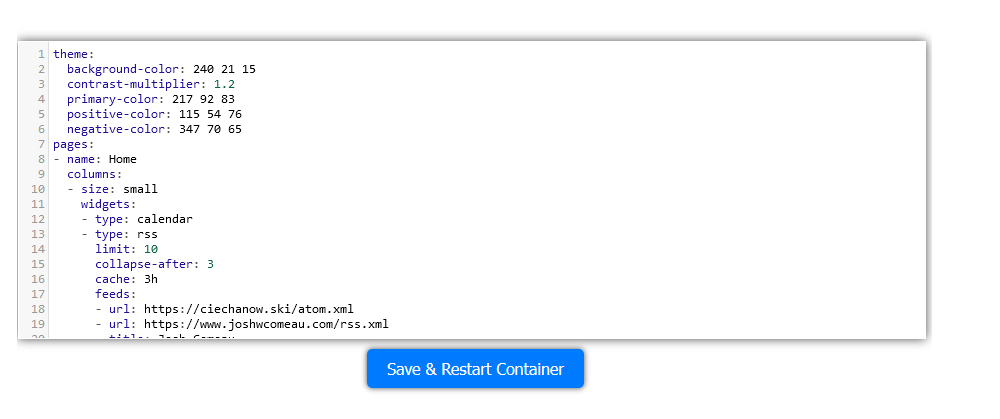 1 theme:
2   background-color: 240 21 15
3   contrast-multiplier: 1.2
4   primary-color: 217 92 83
5   positive-color: 115 54 76
6   negative-color: 347 70 65
7 pages:
8 - name: Home
9   columns:
10   - size: small
11     widgets:
12     - type: calendar
13     - type: rss
14       limit: 10
15       collapse-after: 3
16       cache: 3h
17       feeds:
18       - url: https://ciechanow.ski/atom.xml
19       - url: https://www.joshwcomeau.com/rss.xml
20         title: Josh Comeau
Save & Restart Container